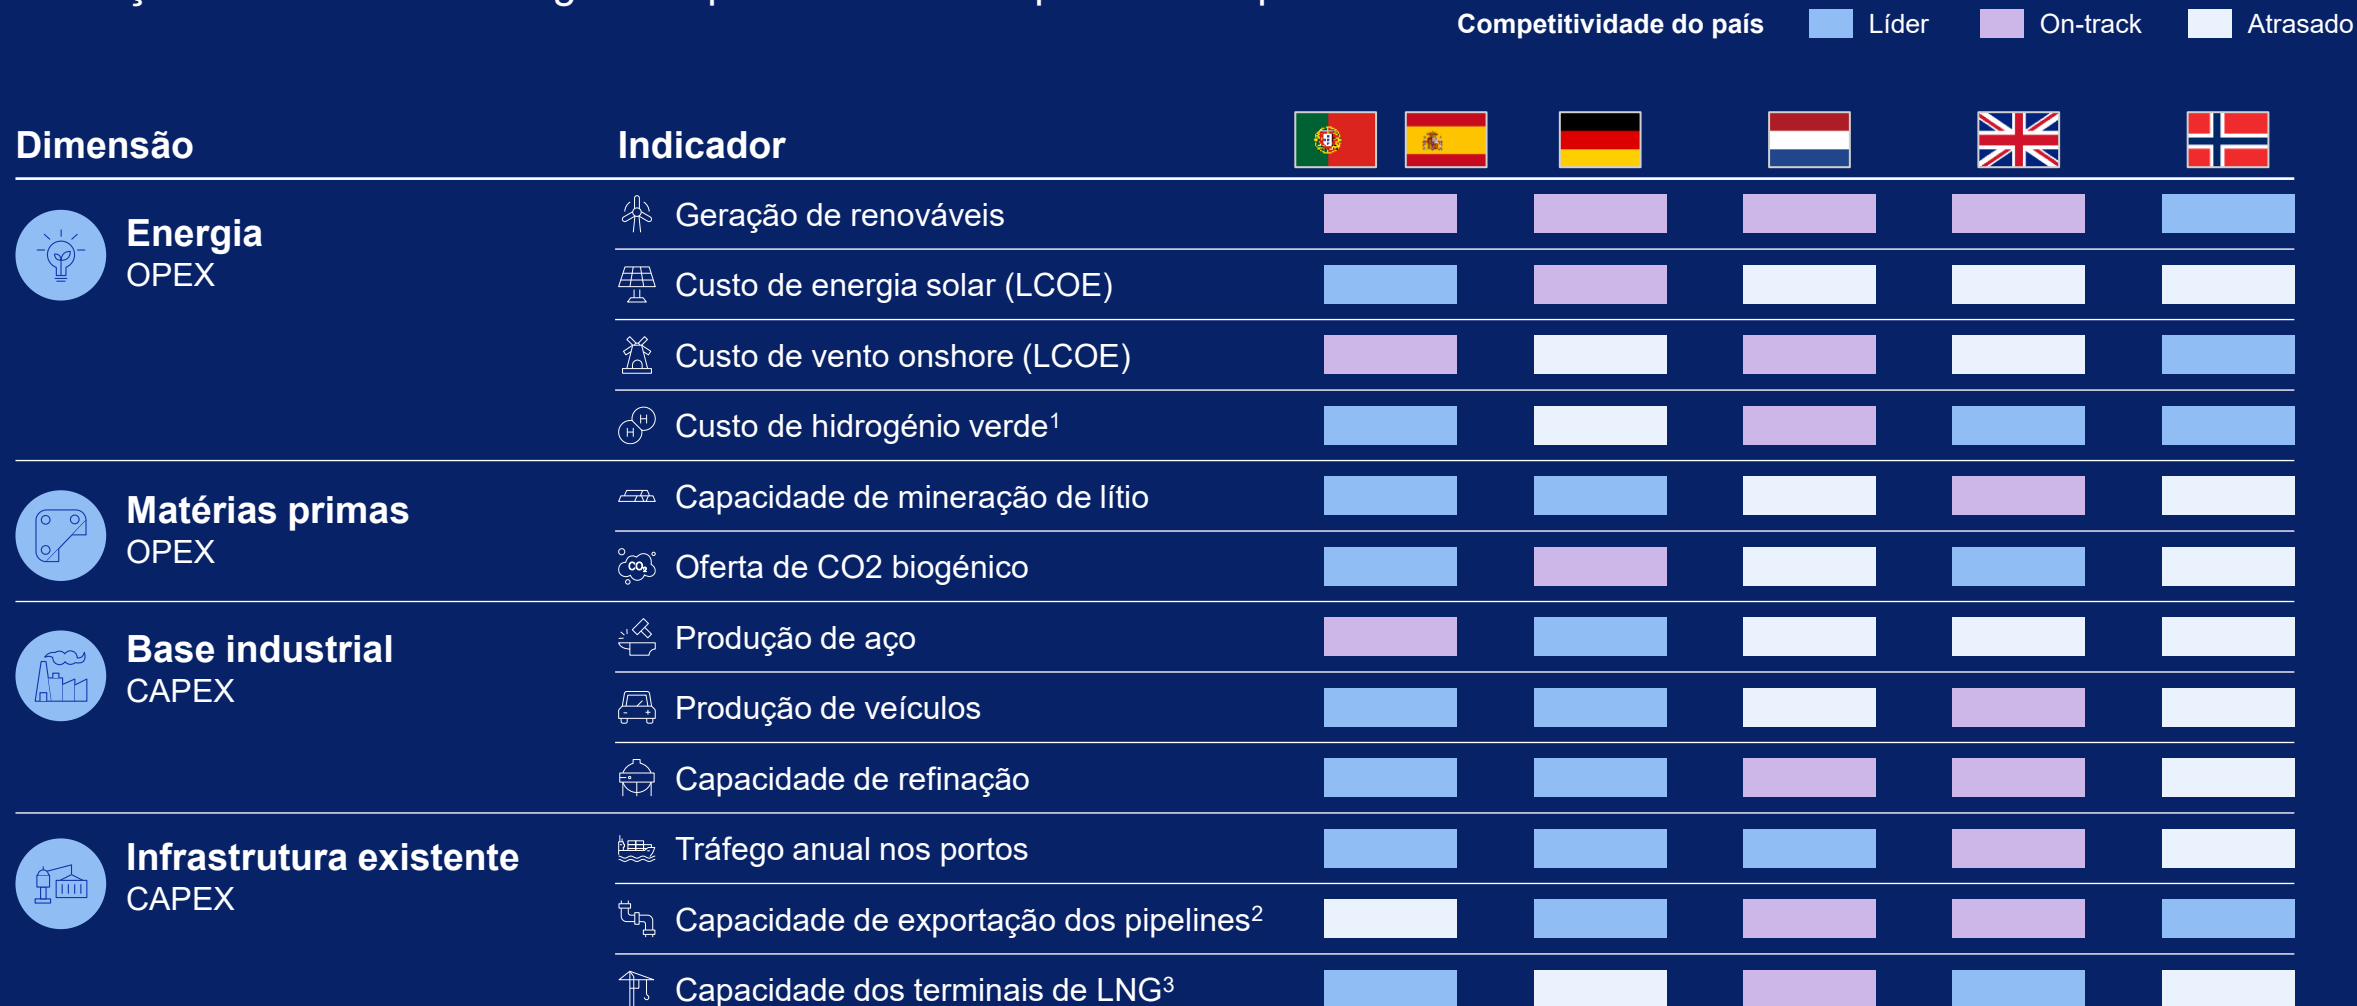 Competitividade do país Líder On-track Atrasado
Dimensão Indicador
Energia
OPEX
Geração de renováveis
Custo de energia solar (LCOE)
Custo de vento onshore (LCOE)
Custo de hidrogénio verde¹
Matérias primas
OPEX
Capacidade de mineração de lítio
Oferta de CO2 biogénico
Base industrial
CAPEX
Produção de aço
Produção de veículos
Capacidade de refinação
Infrastrutura existente
CAPEX
Tráfego anual nos portos
Capacidade de exportação dos pipelines²
Capacidade dos terminais de LNG³